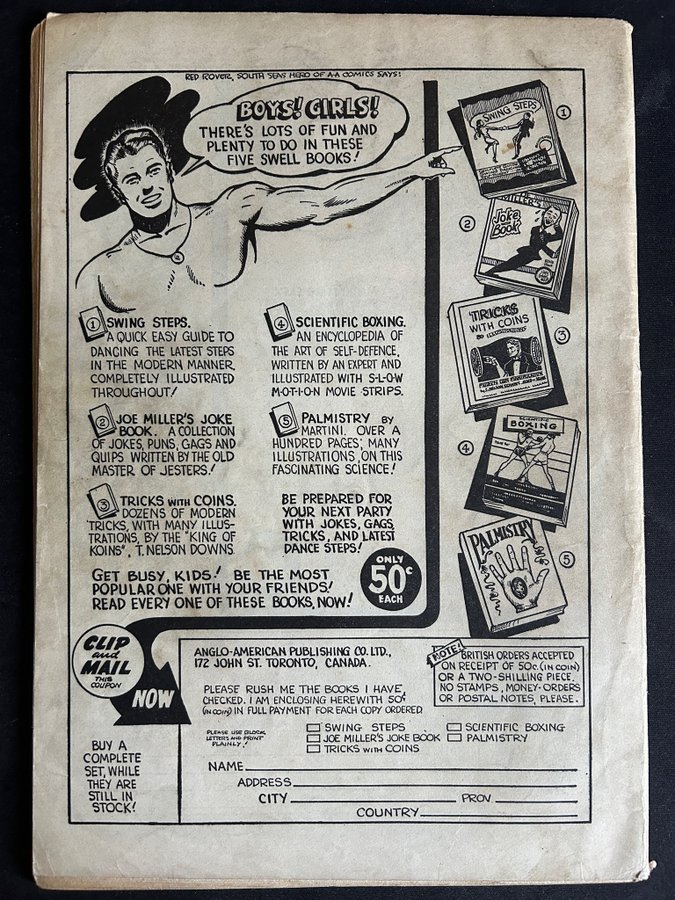 RED ROVER, SOUTH SEAS HERO OF A-A COMICS SAYS:
BOYS! GIRLS!
THERE'S LOTS OF FUN AND
PLENTY TO DO IN THESE
FIVE SWELL BOOKS!
① SWING STEPS.
A QUICK EASY GUIDE TO
DANCING THE LATEST STEPS
IN THE MODERN MANNER,
COMPLETELY ILLUSTRATED
THROUGHOUT!
② JOE MILLER'S JOKE
BOOK. A COLLECTION
OF JOKES, PUNS, GAGS AND
QUIPS WRITTEN BY THE OLD
MASTER OF JESTERS!
③ TRICKS WITH COINS.
DOZENS OF MODERN
TRICKS, WITH MANY ILLUS-
TRATIONS, BY THE "KING OF
KOINS", T. NELSON DOWNS.
④ SCIENTIFIC BOXING.
AN ENCYCLOPEDIA OF
THE ART OF SELF-DEFENCE,
WRITTEN BY AN EXPERT AND
ILLUSTRATED WITH S-L-O-W
M-O-T-I-O-N MOVIE STRIPS.
⑤ PALMISTRY BY
MARTINI. OVER A
HUNDRED PAGES; MANY
ILLUSTRATIONS, ON THIS
FASCINATING SCIENCE!
BE PREPARED FOR
YOUR NEXT PARTY
WITH JOKES, GAGS,
TRICKS, AND LATEST
DANCE STEPS!
GET BUSY, KIDS! BE THE MOST
POPULAR ONE WITH YOUR FRIENDS!
READ EVERY ONE OF THESE BOOKS, NOW!
ONLY
50¢
EACH
SWING STEPS
①
②
MILLER'S
Joke
Book
TRICKS
WITH COINS
③
④
SCIENTIFIC
BOXING
PALMISTRY
⑤
CLIP
and
MAIL
THIS
COUPON
NOW
BUY A
COMPLETE
SET, WHILE
THEY ARE
STILL IN
STOCK!
ANGLO-AMERICAN PUBLISHING CO. LTD.,
172 JOHN ST. TORONTO, CANADA.
NOTE!
BRITISH ORDERS ACCEPTED
ON RECEIPT OF 50¢. (IN COIN)
OR A TWO-SHILLING PIECE.
NO STAMPS, MONEY-ORDERS
OR POSTAL NOTES, PLEASE.
PLEASE RUSH ME THE BOOKS I HAVE
CHECKED. I AM ENCLOSING HEREWITH 50¢
(IN COIN) IN FULL PAYMENT FOR EACH COPY ORDERED.
PLEASE USE BLOCK
LETTERS AND PRINT
PLAINLY!
SWING STEPS
JOE MILLER'S JOKE BOOK
TRICKS WITH COINS
SCIENTIFIC BOXING
PALMISTRY
NAME
ADDRESS
CITY PROV.
COUNTRY